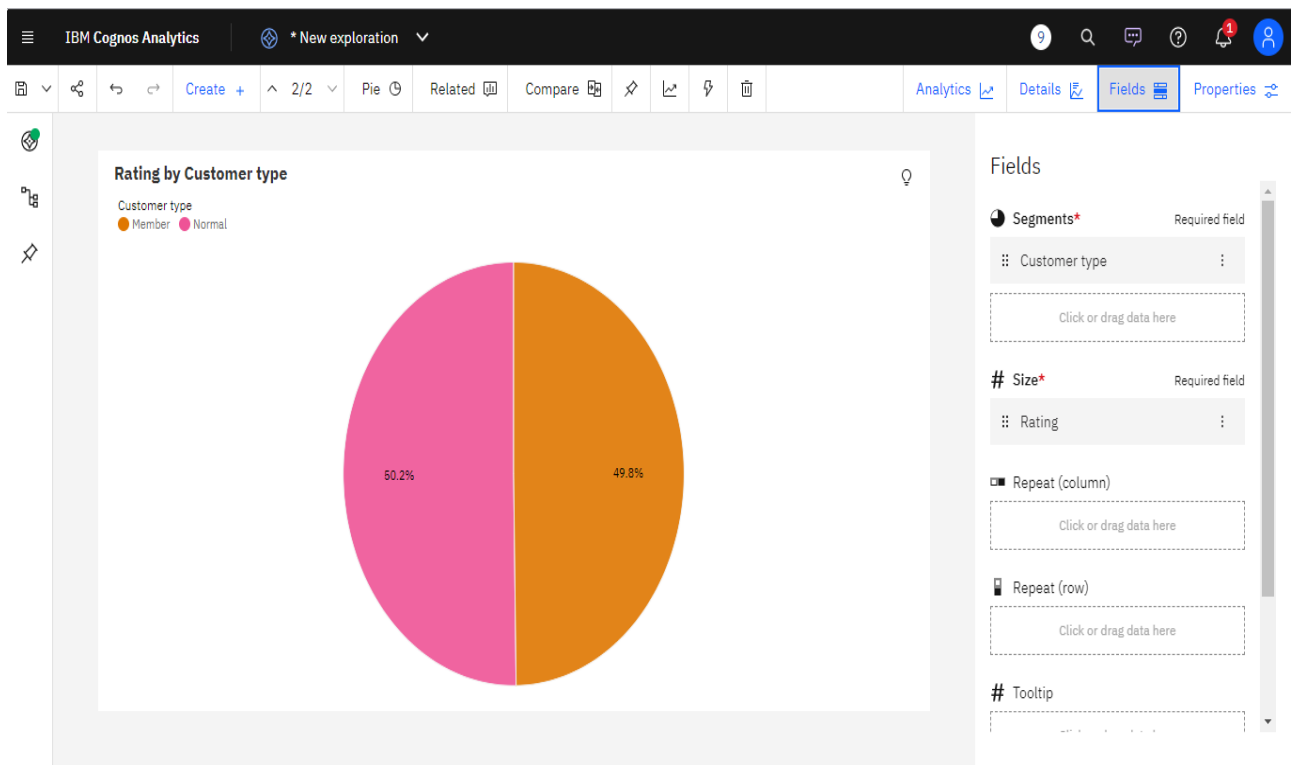 IBM Cognos Analytics
* New exploration
9
1
Create +
2/2
Pie
Related
Compare
Analytics
Details
Fields
Properties
Rating by Customer type
Customer type
Member Normal
50.2%
49.8%
Fields
Segments* Required field
Customer type
Click or drag data here
# Size* Required field
Rating
Repeat (column)
Click or drag data here
Repeat (row)
Click or drag data here
# Tooltip